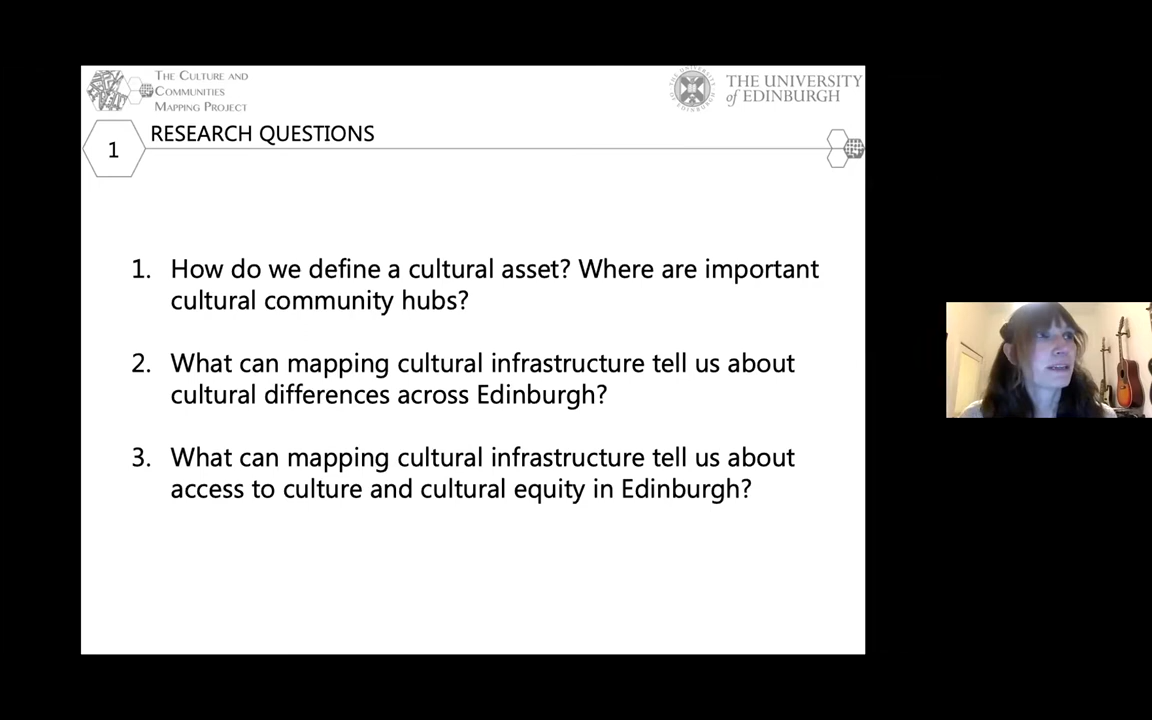 THE CULTURE AND
COMMUNITIES
MAPPING PROJECT
THE UNIVERSITY
of EDINBURGH
1
RESEARCH QUESTIONS
1. How do we define a cultural asset? Where are important
cultural community hubs?
2. What can mapping cultural infrastructure tell us about
cultural differences across Edinburgh?
3. What can mapping cultural infrastructure tell us about
access to culture and cultural equity in Edinburgh?